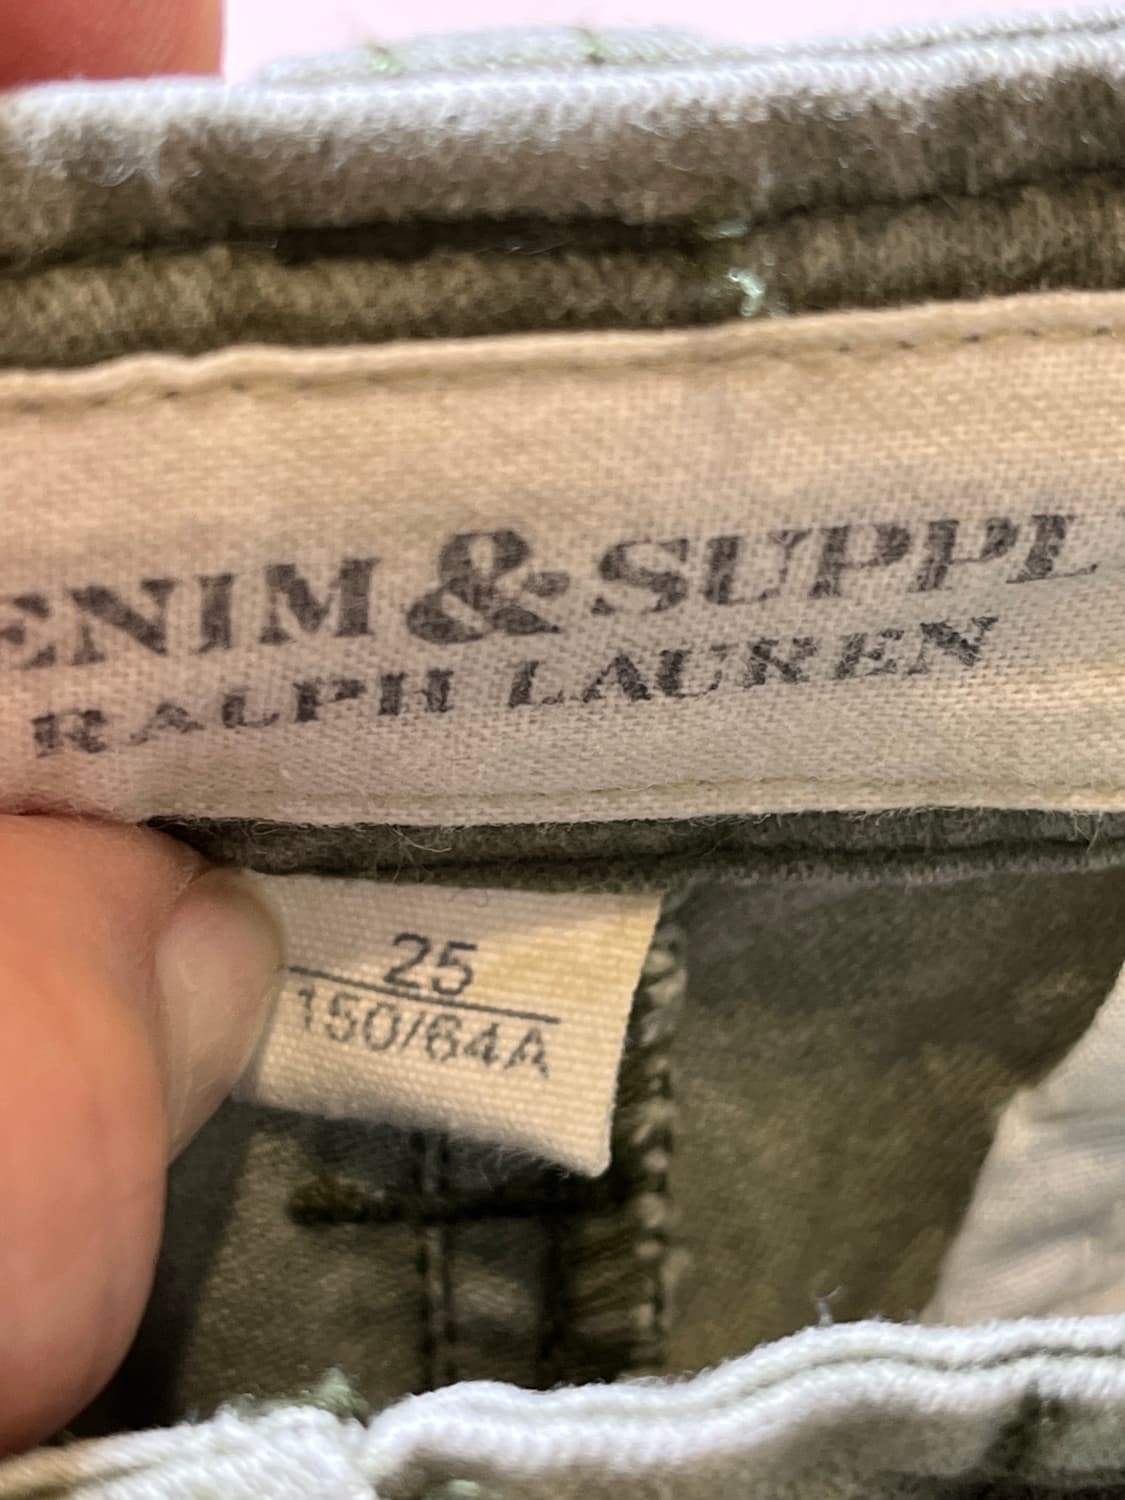 ENIM & SUPPL
RALPH LAUREN
25
150/64A